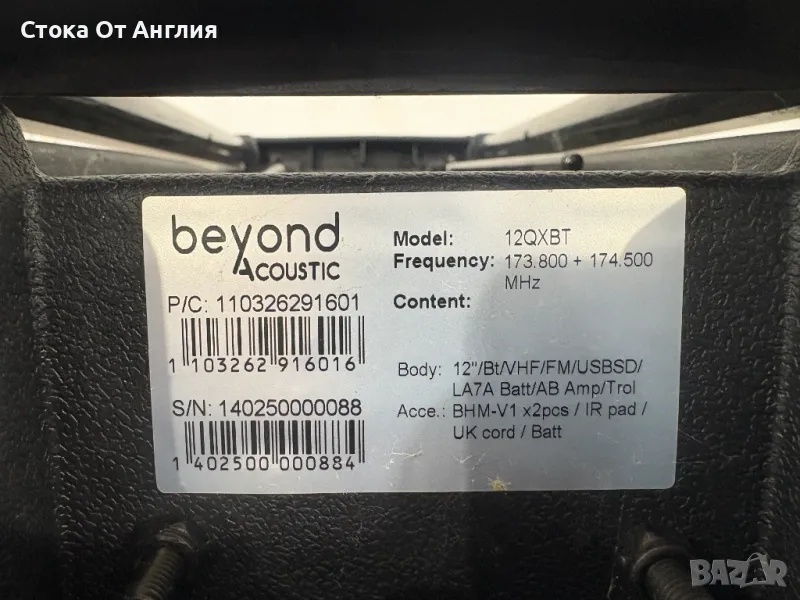 Стока От Англия
beyond
ACOUSTIC
P/C: 110326291601
1 103262 916016
S/N: 140250000088
1 402500 000884
Model: 12QXBT
Frequency: 173.800 + 174.500
MHz
Content:
Body: 12"/Bt/VHF/FM/USBSD/
LA7A Batt/AB Amp/Trol
Acce.: BHM-V1 x2pcs / IR pad /
UK cord / Batt
BAZAR